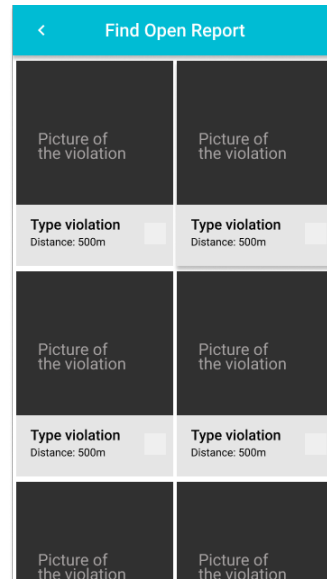 Find Open Report
Picture of
the violation
Picture of
the violation
Type violation
Distance: 500m
Type violation
Distance: 500m
Picture of
the violation
Picture of
the violation
Type violation
Distance: 500m
Type violation
Distance: 500m
Picture of
the violation
Picture of
the violation